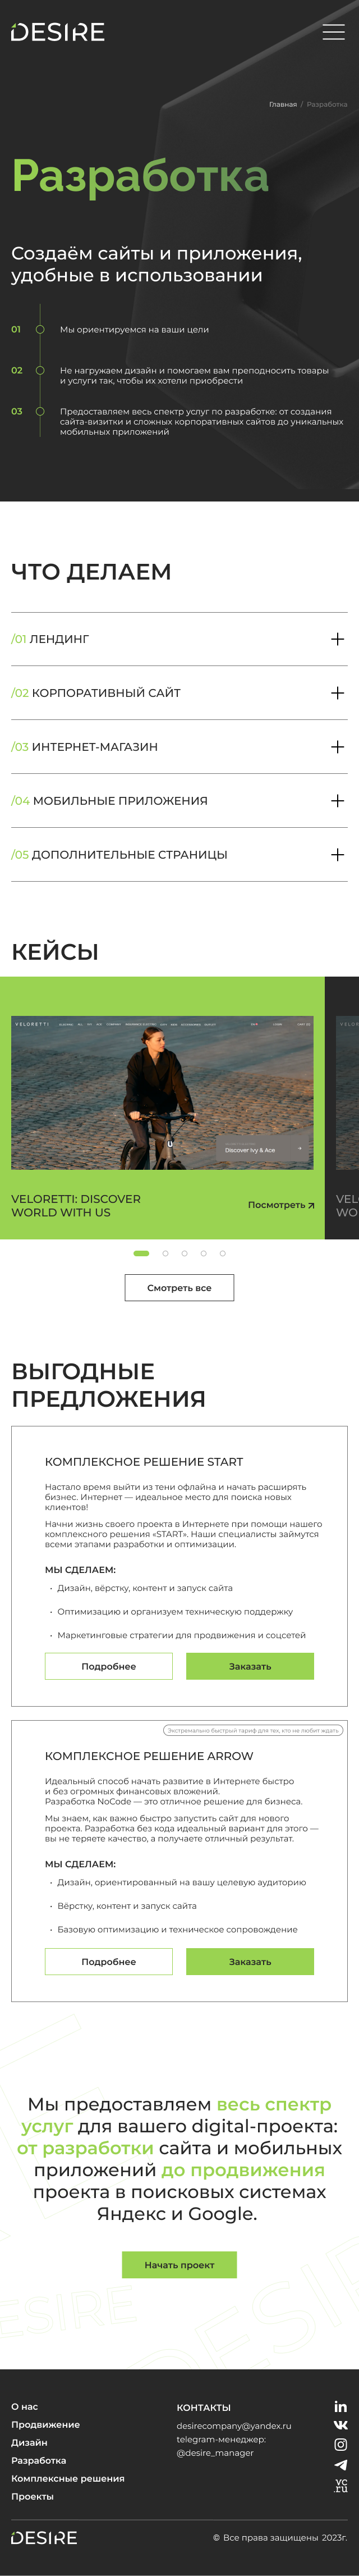 DESIRE
Главная / Разработка
Разработка
Создаём сайты и приложения,
удобные в использовании
01 Мы ориентируемся на ваши цели
02 Не нагружаем дизайн и помогаем вам преподносить товары
и услуги так, чтобы их хотели приобрести
03 Предоставляем весь спектр услуг по разработке: от создания
сайта-визитки и сложных корпоративных сайтов до уникальных
мобильных приложений
ЧТО ДЕЛАЕМ
/01 ЛЕНДИНГ
/02 КОРПОРАТИВНЫЙ САЙТ
/03 ИНТЕРНЕТ-МАГАЗИН
/04 МОБИЛЬНЫЕ ПРИЛОЖЕНИЯ
/05 ДОПОЛНИТЕЛЬНЫЕ СТРАНИЦЫ
КЕЙСЫ
VELORETTI
Discover Ivy & Ace
VELORETTI: DISCOVER
WORLD WITH US
Посмотреть
VEL
WO
Смотреть все
ВЫГОДНЫЕ
ПРЕДЛОЖЕНИЯ
КОМПЛЕКСНОЕ РЕШЕНИЕ START
Настало время выйти из тени офлайна и начать расширять
бизнес. Интернет — идеальное место для поиска новых
клиентов!
Начни жизнь своего проекта в Интернете при помощи нашего
комплексного решения «START». Наши специалисты займутся
всеми этапами разработки и оптимизации.
МЫ СДЕЛАЕМ:
• Дизайн, вёрстку, контент и запуск сайта
• Оптимизацию и организуем техническую поддержку
• Маркетинговые стратегии для продвижения и соцсетей
Подробнее
Заказать
Экстремально быстрый тариф для тех, кто не любит ждать
КОМПЛЕКСНОЕ РЕШЕНИЕ ARROW
Идеальный способ начать развитие в Интернете быстро
и без огромных финансовых вложений.
Разработка NoCode — это отличное решение для бизнеса.
Мы знаем, как важно быстро запустить сайт для нового
проекта. Разработка без кода идеальный вариант для этого —
вы не теряете качество, а получаете отличный результат.
МЫ СДЕЛАЕМ:
• Дизайн, ориентированный на вашу целевую аудиторию
• Вёрстку, контент и запуск сайта
• Базовую оптимизацию и техническое сопровождение
Подробнее
Заказать
Мы предоставляем весь спектр
услуг для вашего digital-проекта:
от разработки сайта и мобильных
приложений до продвижения
проекта в поисковых системах
Яндекс и Google.
Начать проект
О нас
Продвижение
Дизайн
Разработка
Комплексные решения
Проекты
КОНТАКТЫ
desirecompany@yandex.ru
telegram-менеджер:
@desire_manager
in
vc
.ru
DESIRE
© Все права защищены 2023г.